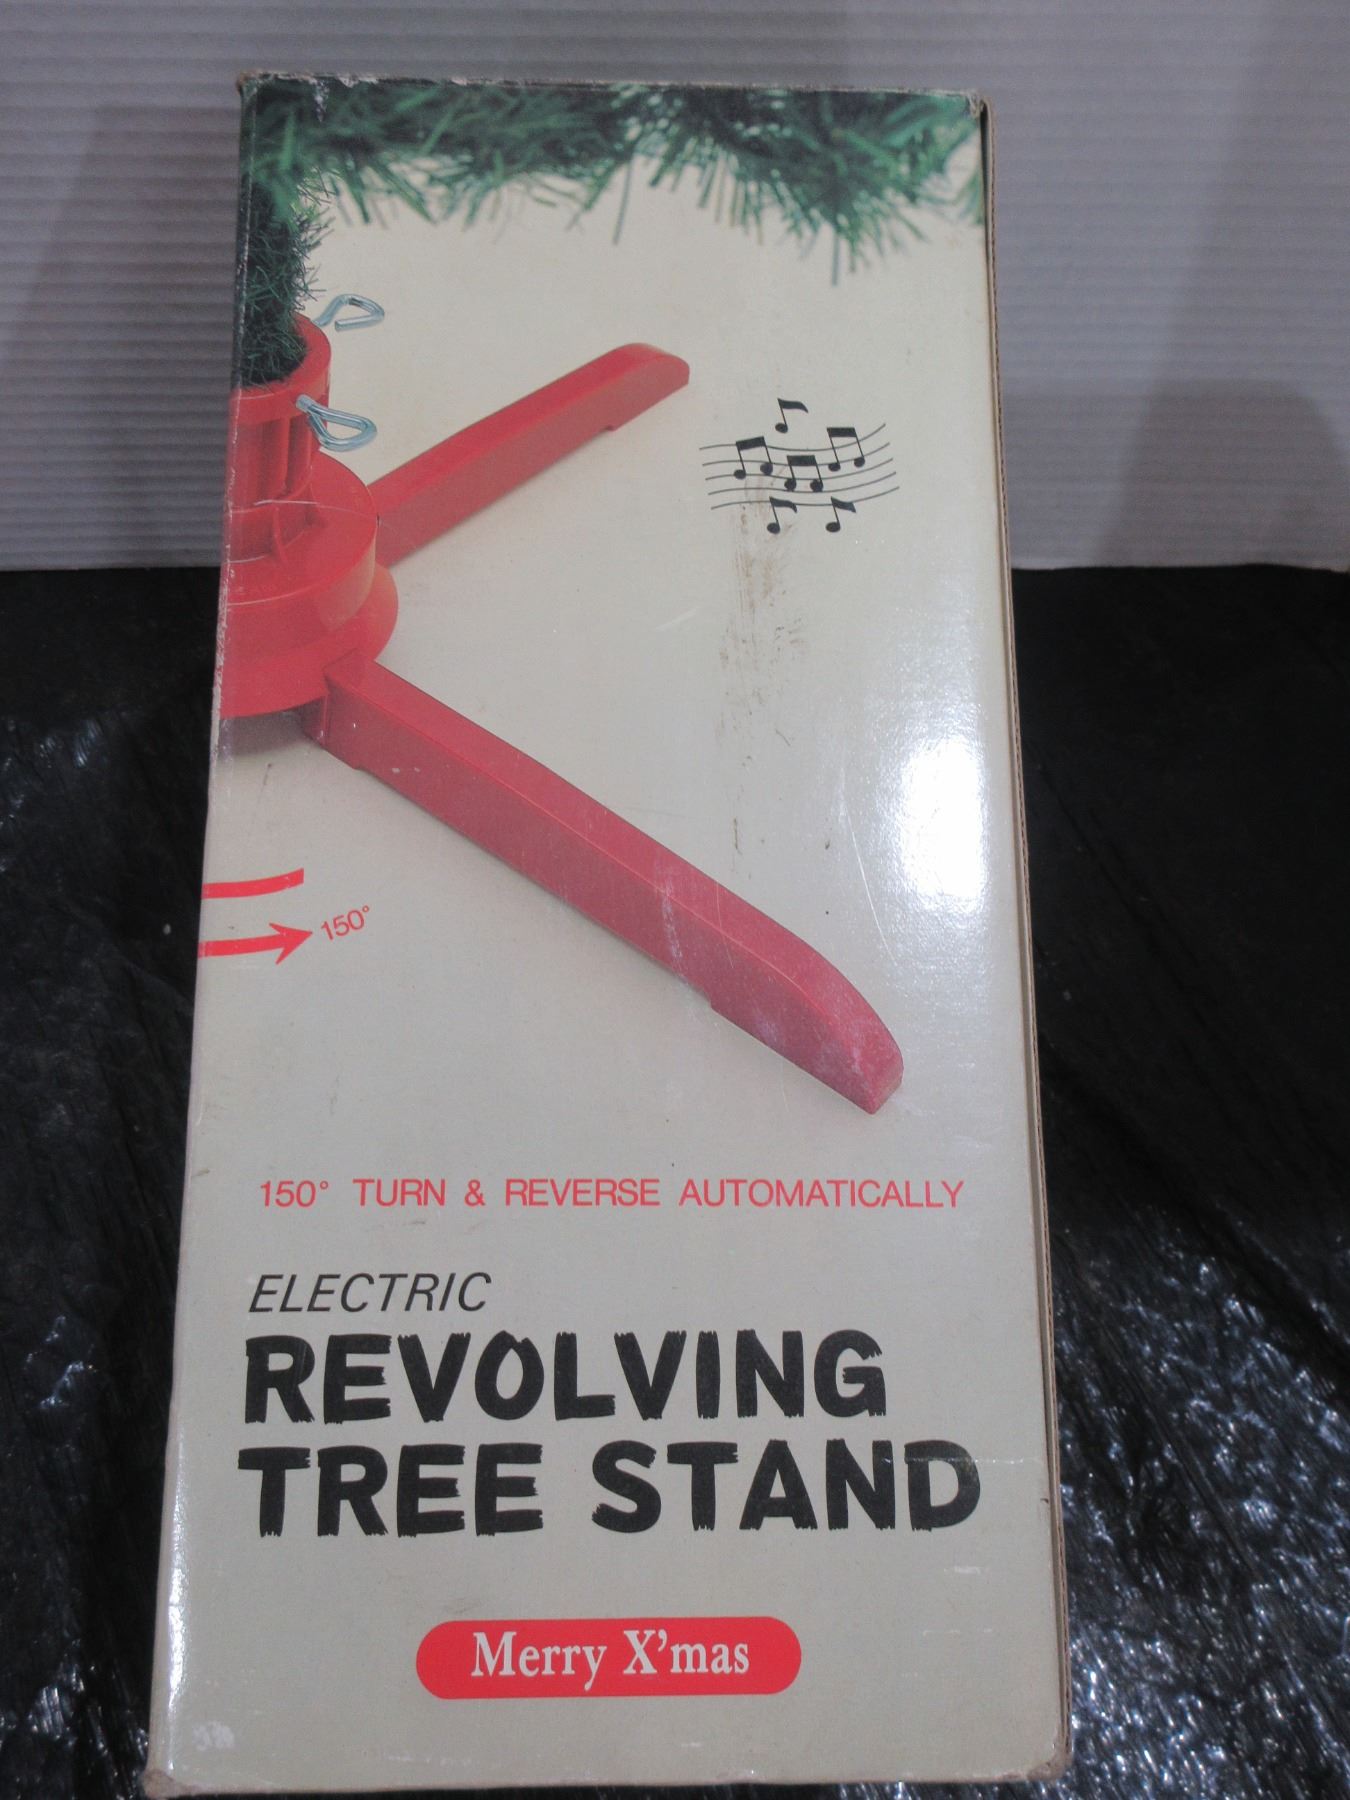 150°
150° TURN & REVERSE AUTOMATICALLY
ELECTRIC
REVOLVING
TREE STAND
Merry X'mas